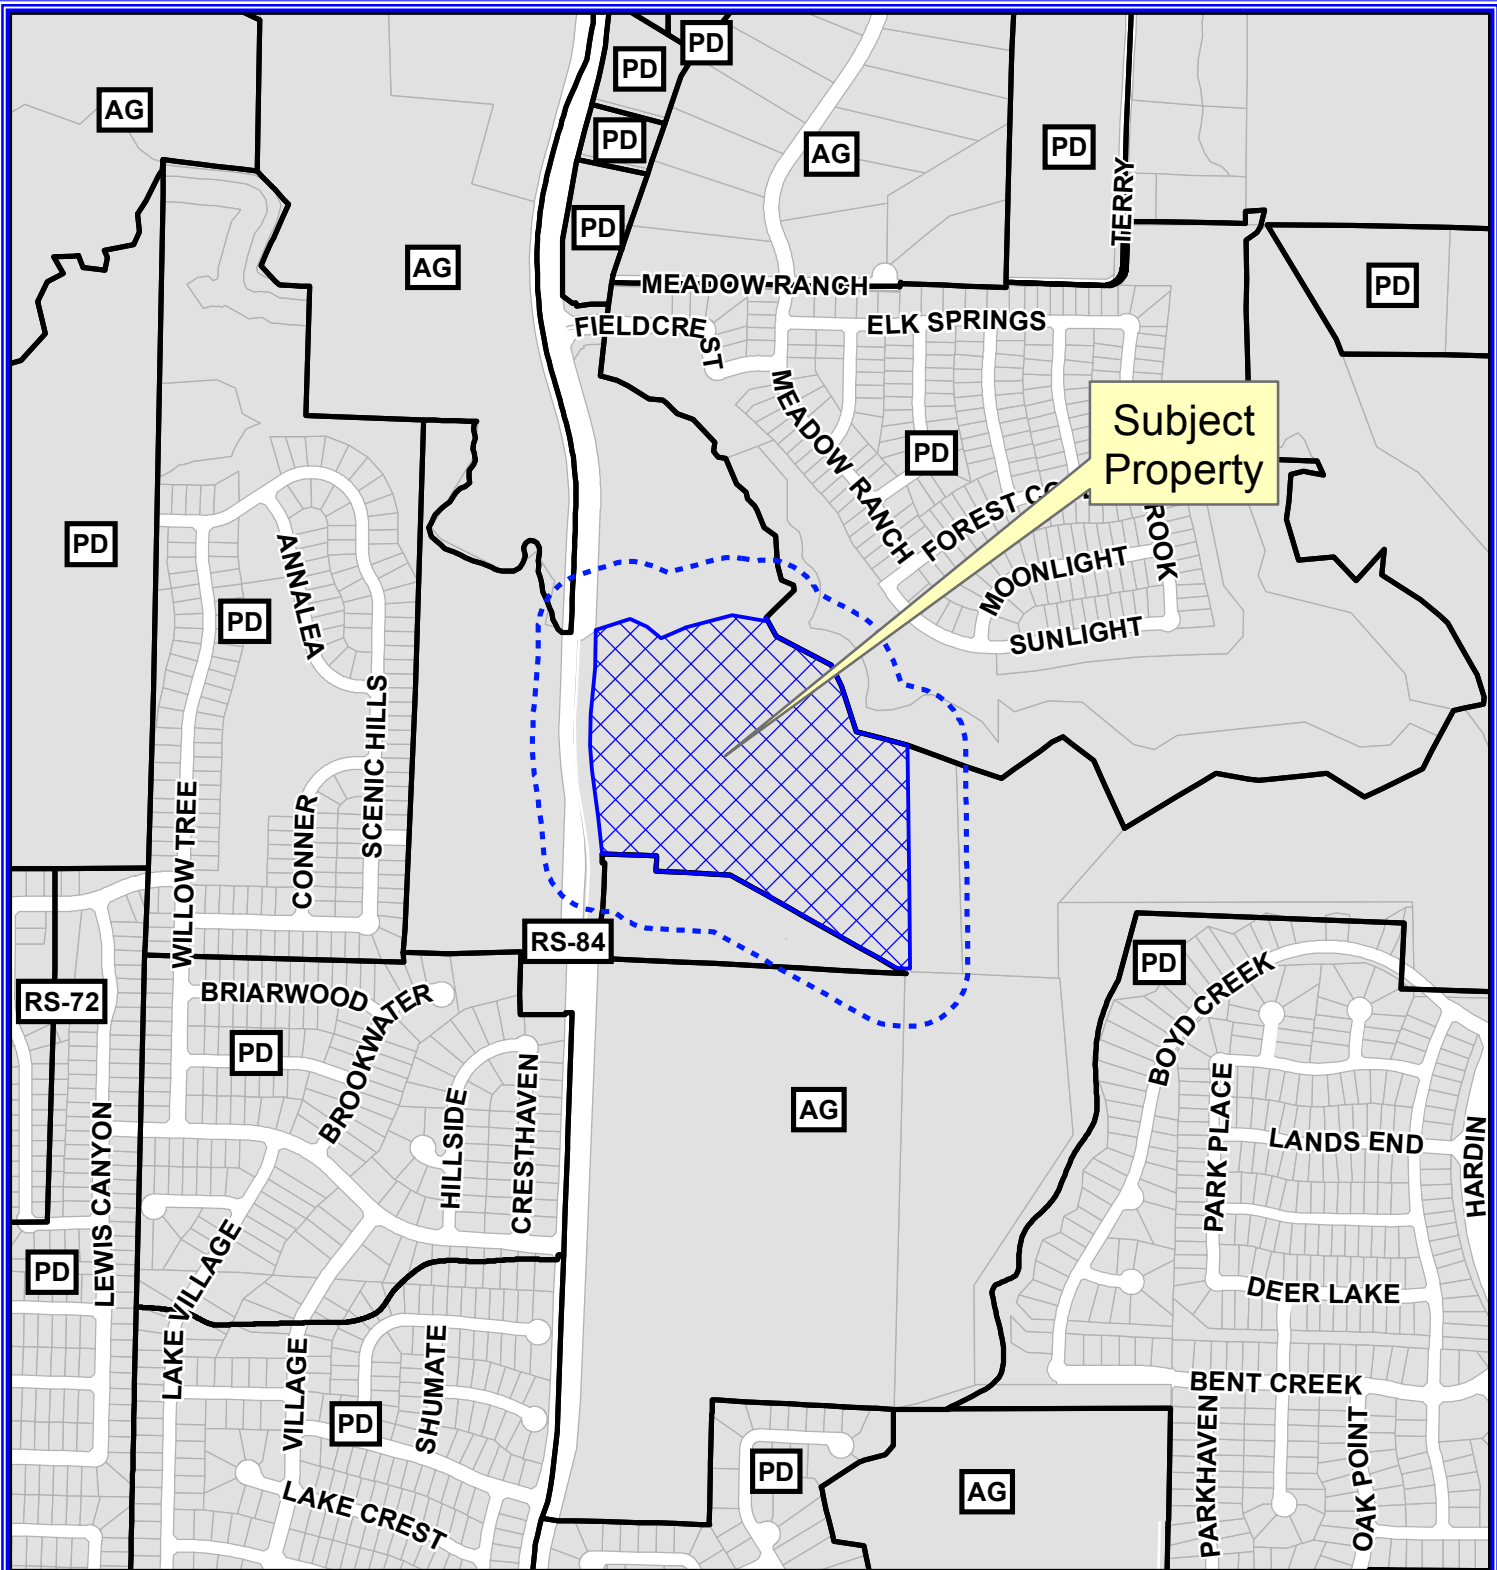 PD
PD
AG
PD
AG
PD
TERRY
PD
AG
MEADOW RANCH
PD
FIELDCREST
ELK SPRINGS
MEADOW RANCH
Subject
Property
PD
FOREST CO
ROOK
PD
ANNALEA
MOONLIGHT
PD
SUNLIGHT
SCENIC HILLS
WILLOW TREE
CONNER
RS-84
PD
RS-72
BRIARWOOD
BROOKWATER
BOYD CREEK
PD
HILLSIDE
CRESTHAVEN
AG
PARK PLACE
LANDS END
HARDIN
LEWIS CANYON
PD
LAKE VILLAGE
DEER LAKE
LAKE
VILLAGE
SHUMATE
BENT CREEK
PD
PARKHAVEN
OAK POINT
PD
AG
LAKE CREST